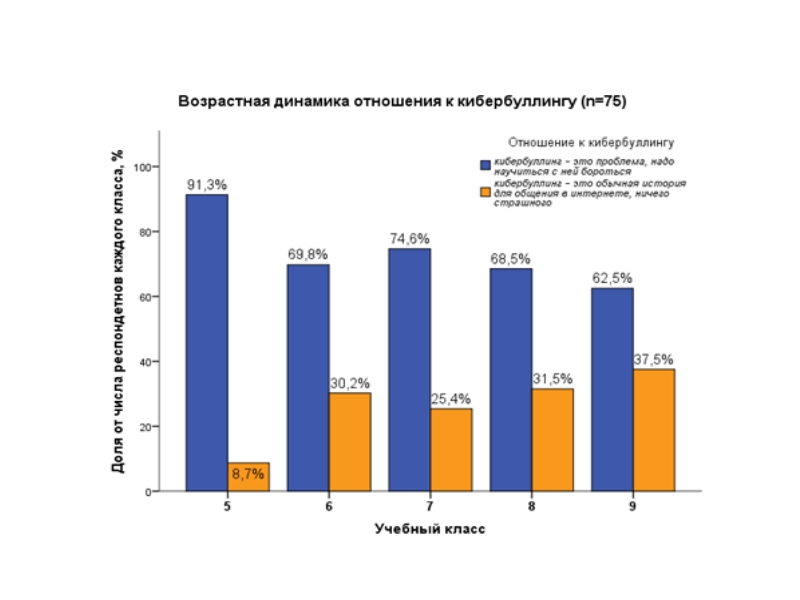 Возрастная динамика отношения к кибербуллингу (n=75)
Отношение к кибербуллингу
кибербуллинг - это проблема, надо
научиться с ней бороться
кибербуллинг - это обычная история
для общения в интернете, ничего
страшного
Доля от числа респондетнов каждого класса, %
100
80
60
40
20
0
91,3%
8,7%
69,8%
30,2%
74,6%
25,4%
68,5%
31,5%
62,5%
37,5%
5 6 7 8 9
Учебный класс